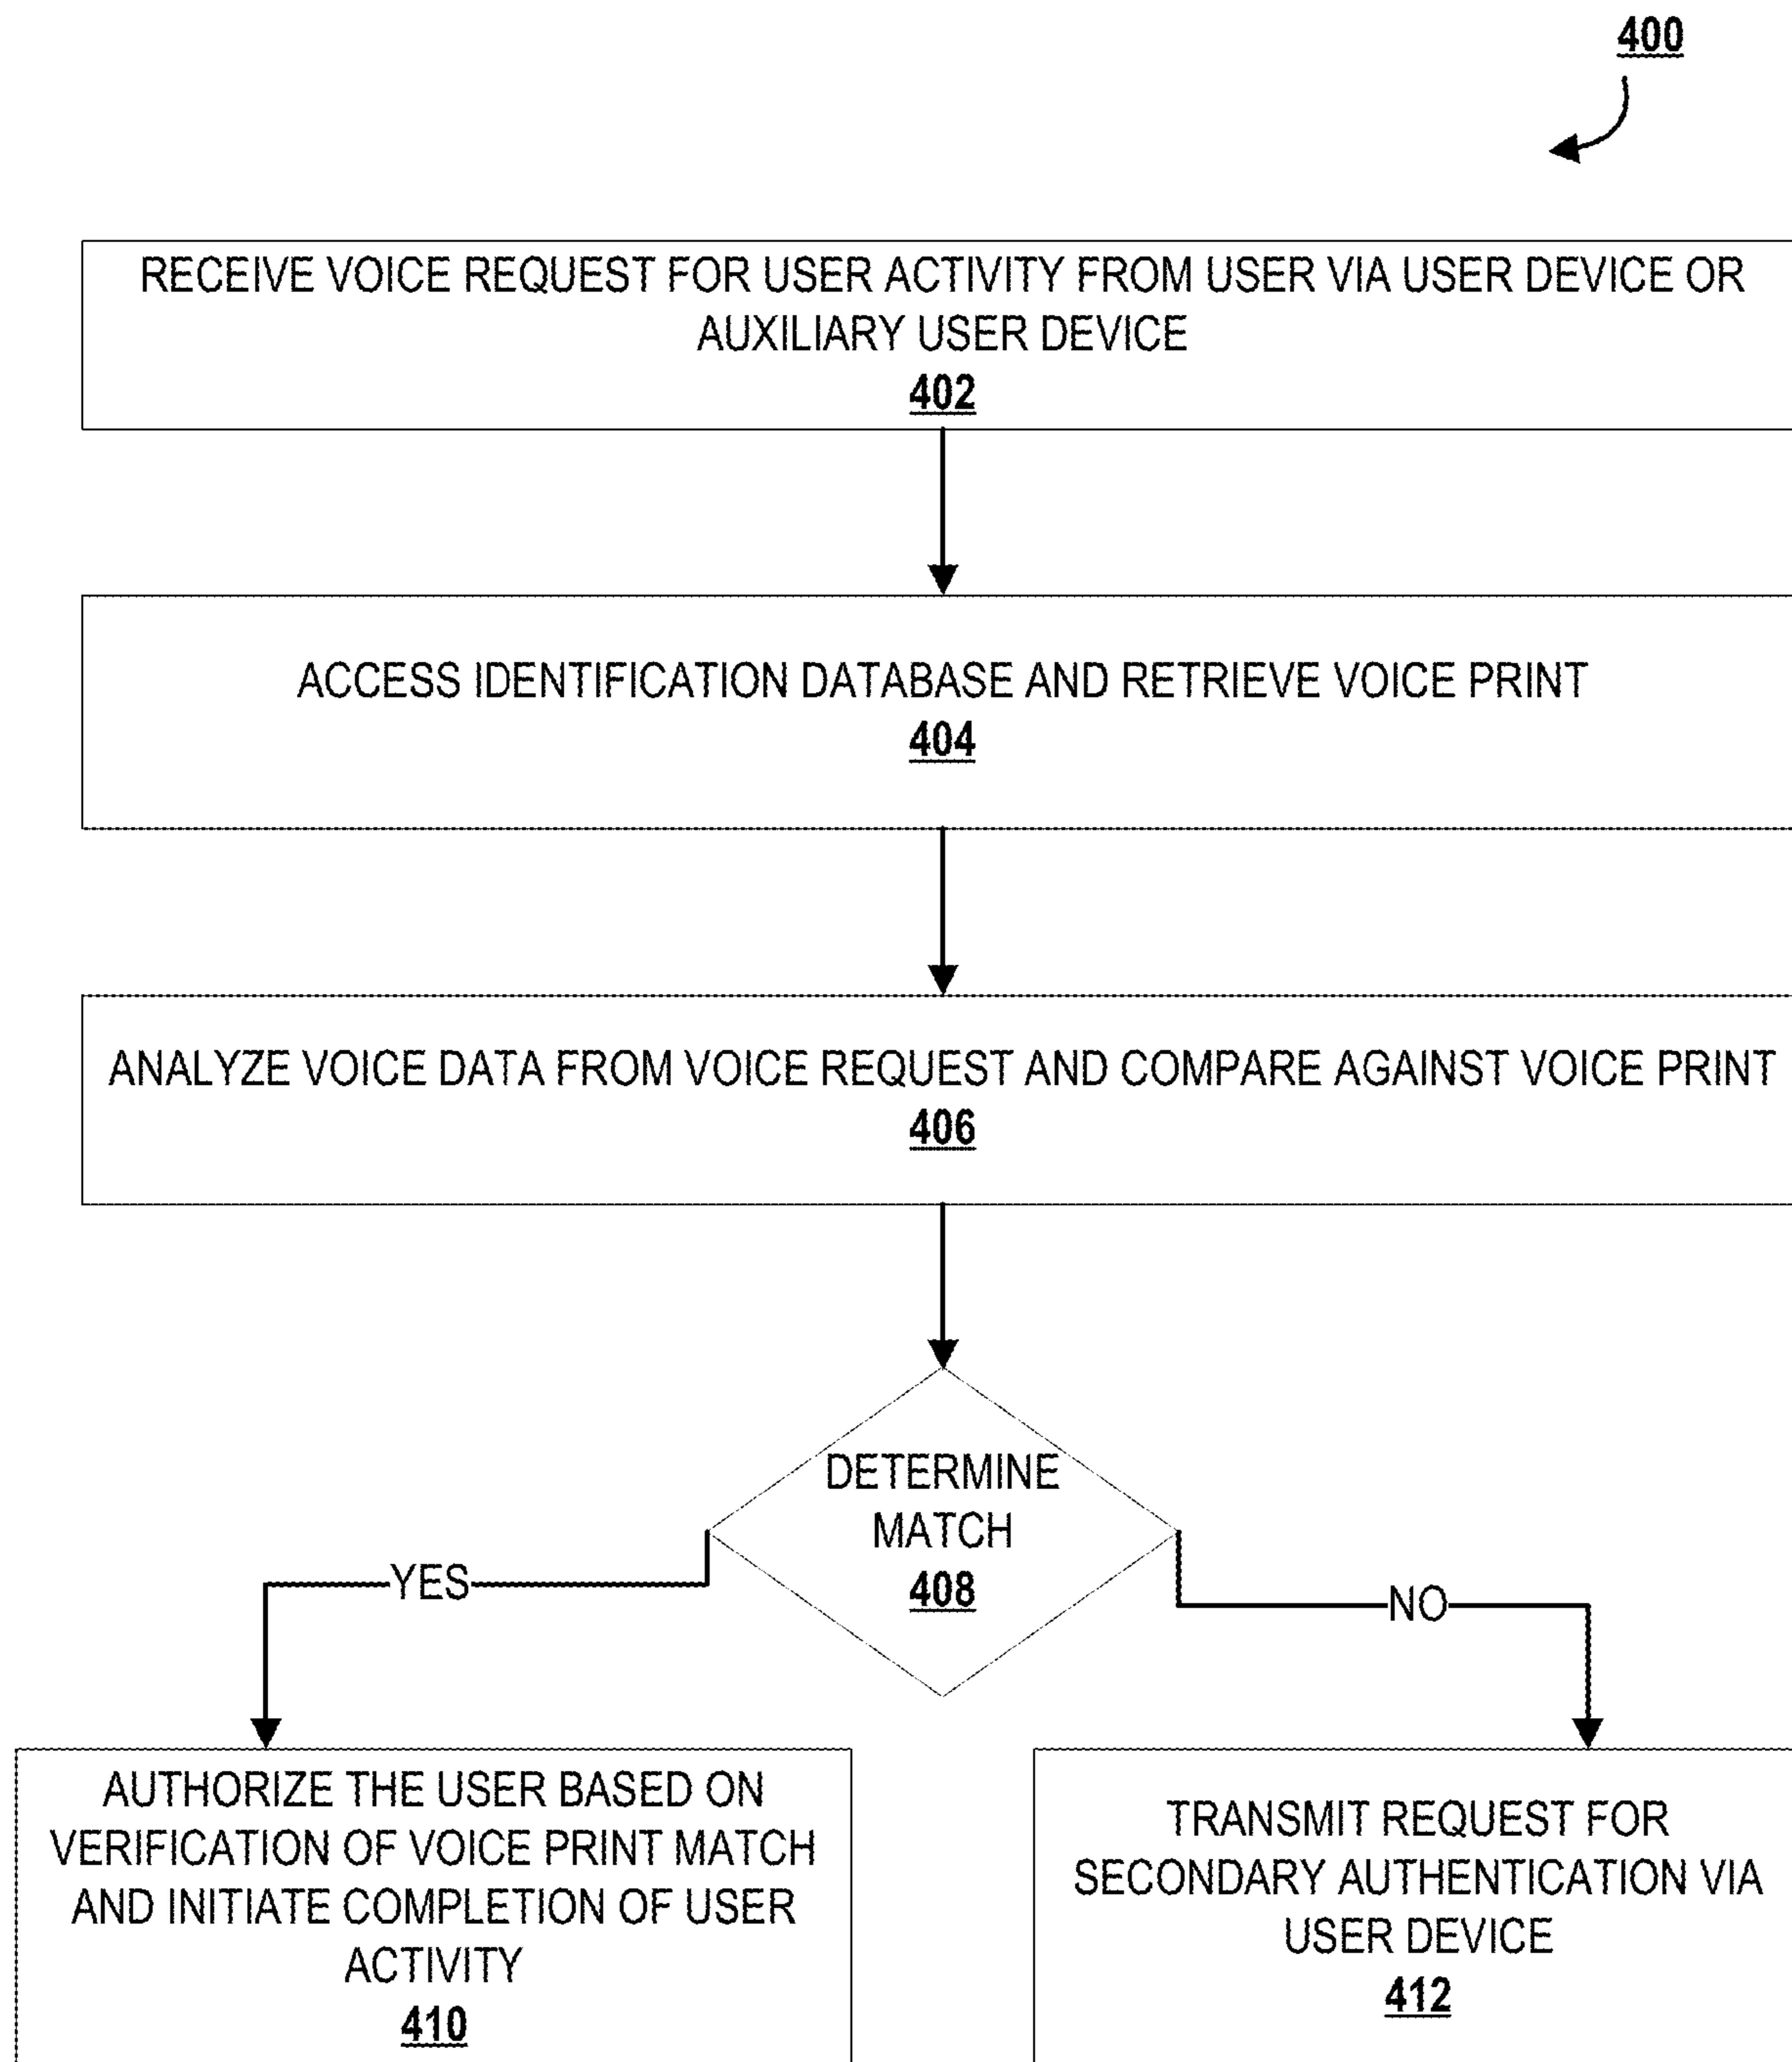 400
RECEIVE VOICE REQUEST FOR USER ACTIVITY FROM USER VIA USER DEVICE OR
AUXILIARY USER DEVICE
402
ACCESS IDENTIFICATION DATABASE AND RETRIEVE VOICE PRINT
404
ANALYZE VOICE DATA FROM VOICE REQUEST AND COMPARE AGAINST VOICE PRINT
406
DETERMINE
MATCH
408
YES
NO
AUTHORIZE THE USER BASED ON
VERIFICATION OF VOICE PRINT MATCH
AND INITIATE COMPLETION OF USER
ACTIVITY
410
TRANSMIT REQUEST FOR
SECONDARY AUTHENTICATION VIA
USER DEVICE
412